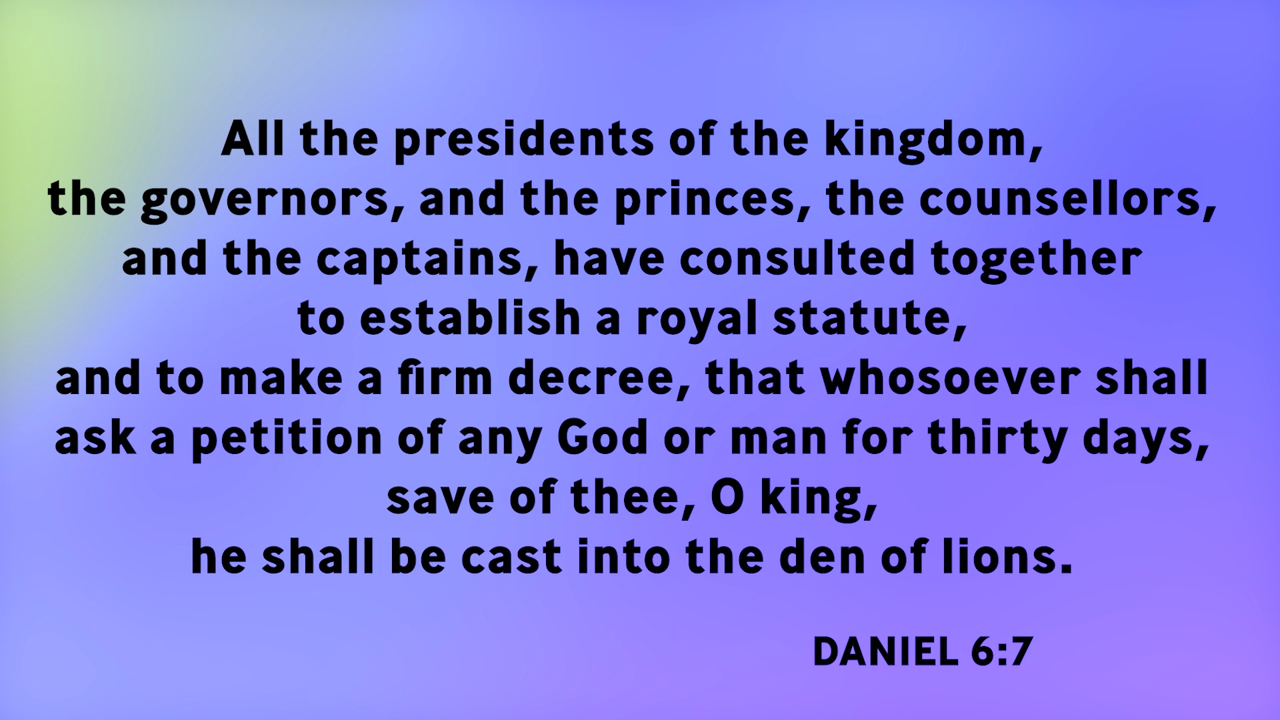 All the presidents of the kingdom,
the governors, and the princes, the counsellors,
and the captains, have consulted together
to establish a royal statute,
and to make a firm decree, that whosoever shall
ask a petition of any God or man for thirty days,
save of thee, O king,
he shall be cast into the den of lions.
DANIEL 6:7